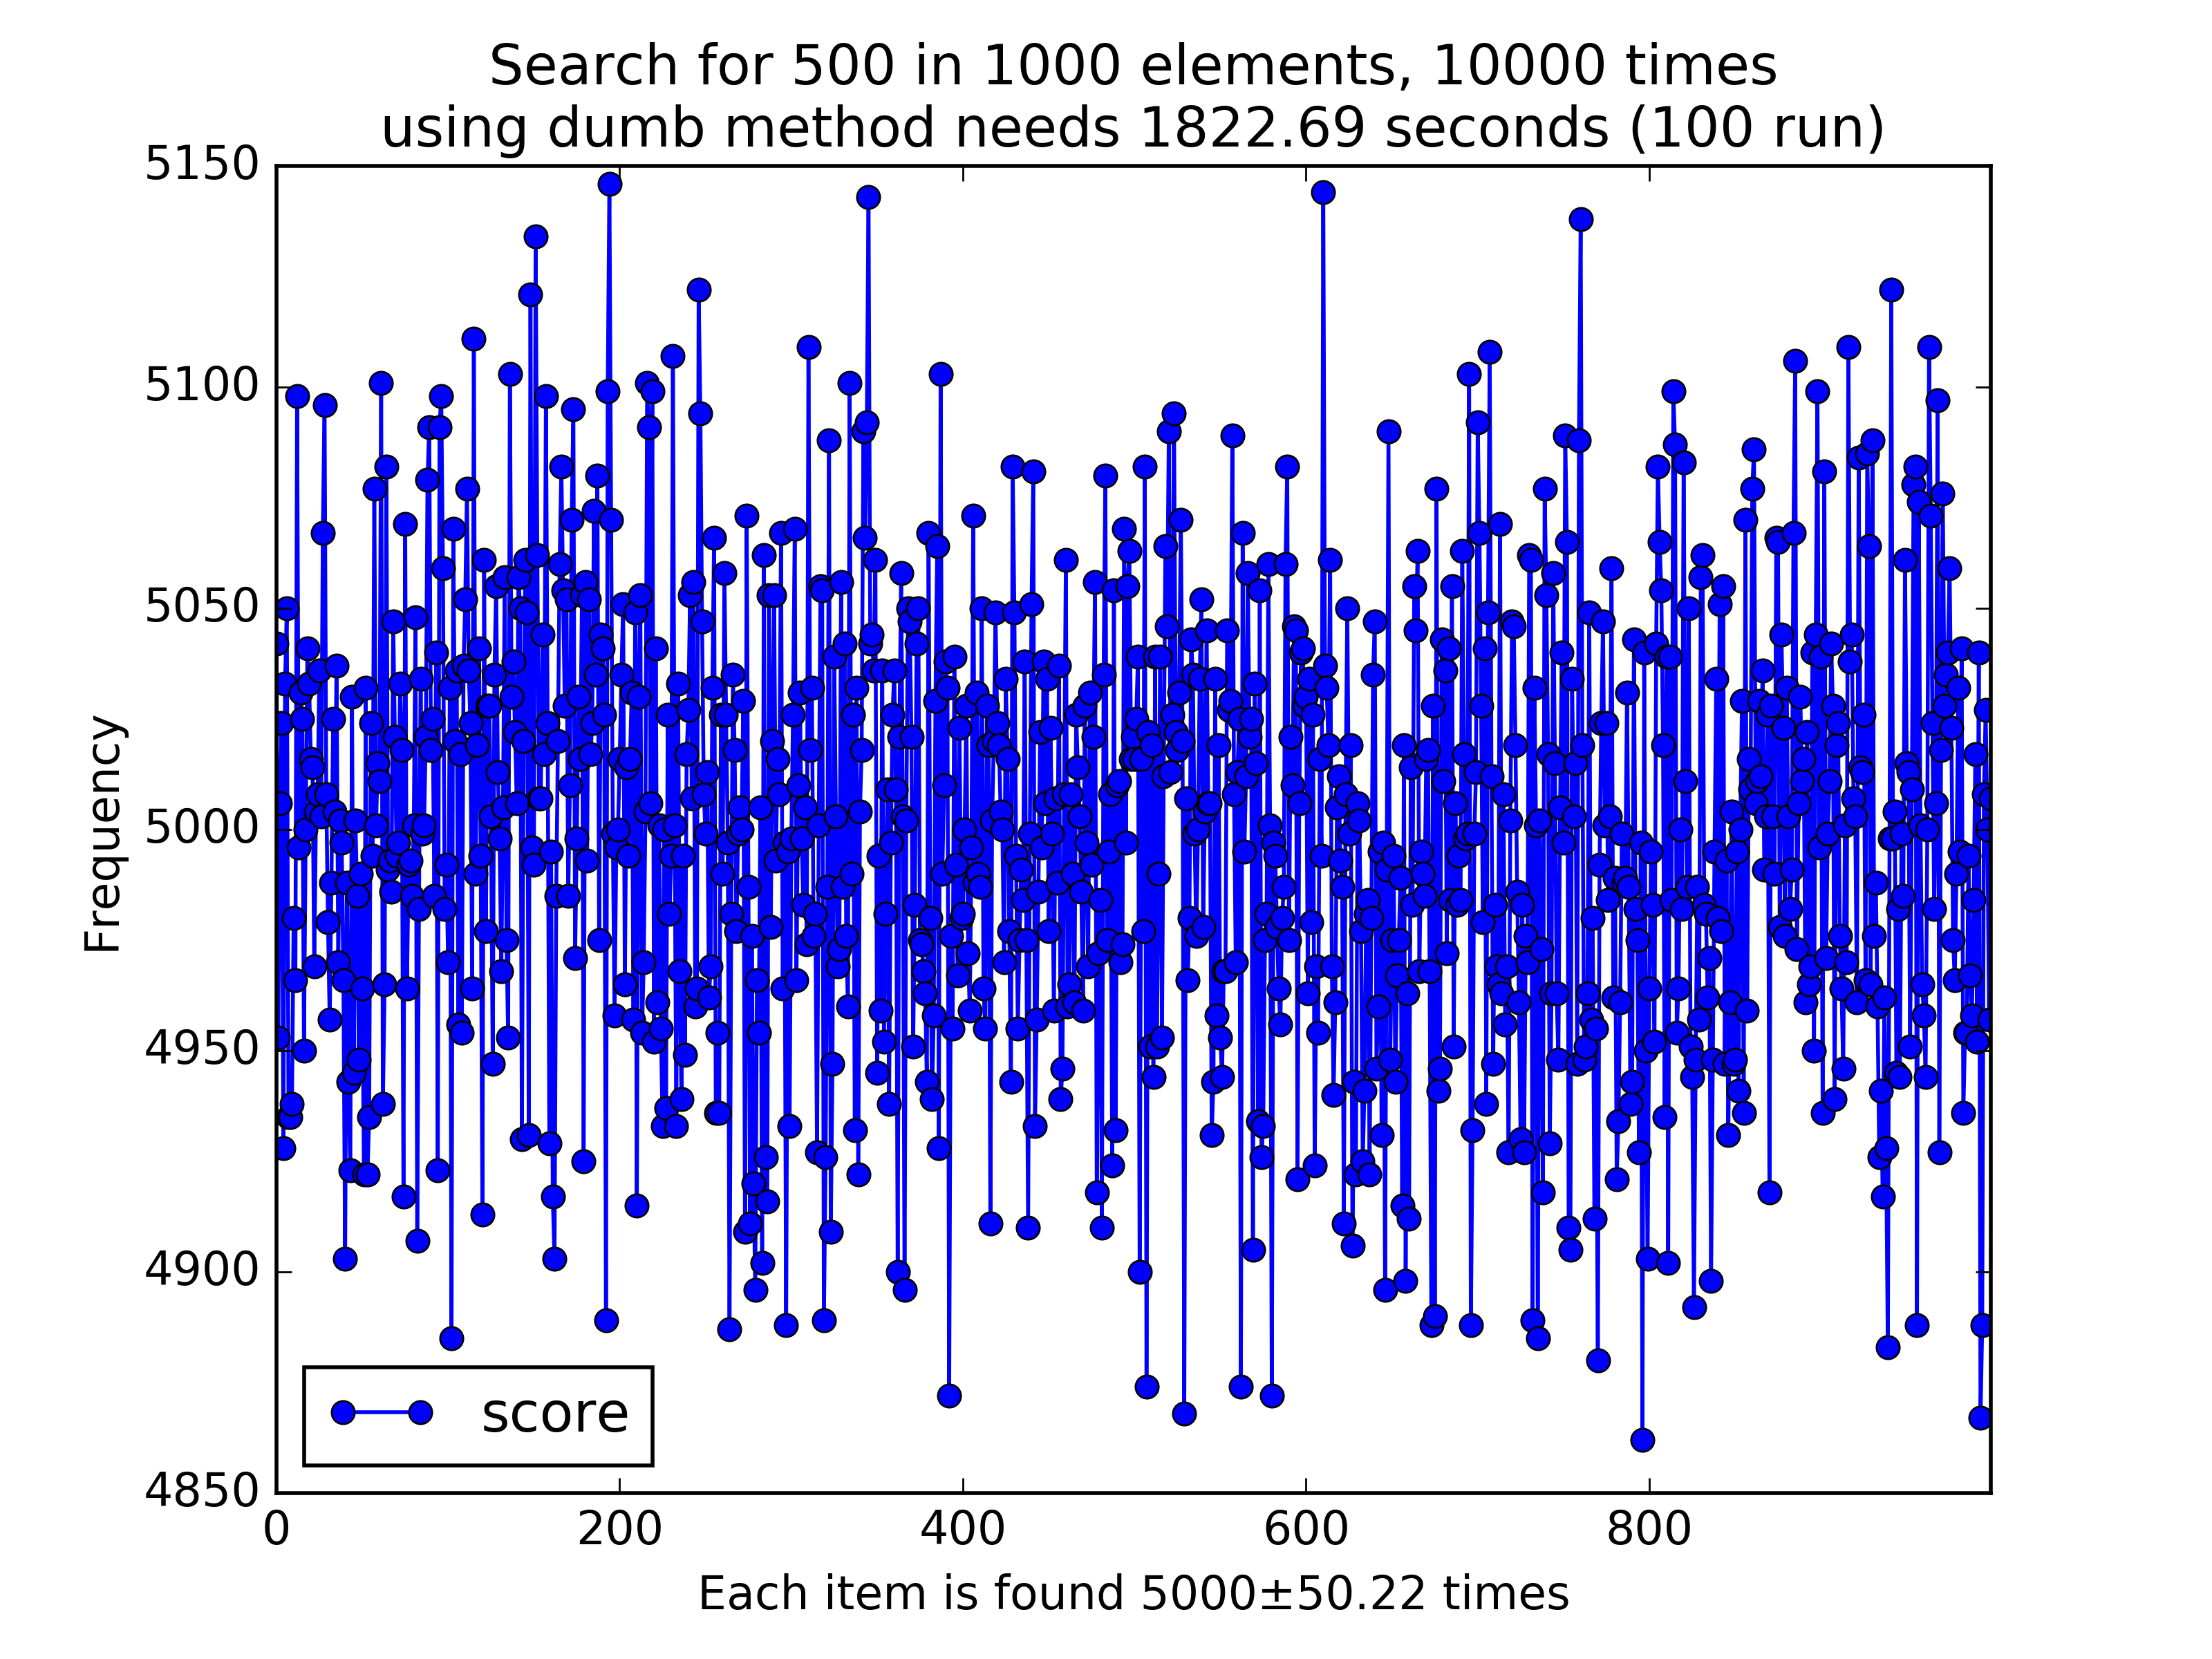 Search for 500 in 1000 elements, 10000 times
using dumb method needs 1822.69 seconds (100 run)
5150
5100
5050
5000
4950
4900
4850
Frequency
score
0 200 400 600 800
Each item is found 5000±50.22 times